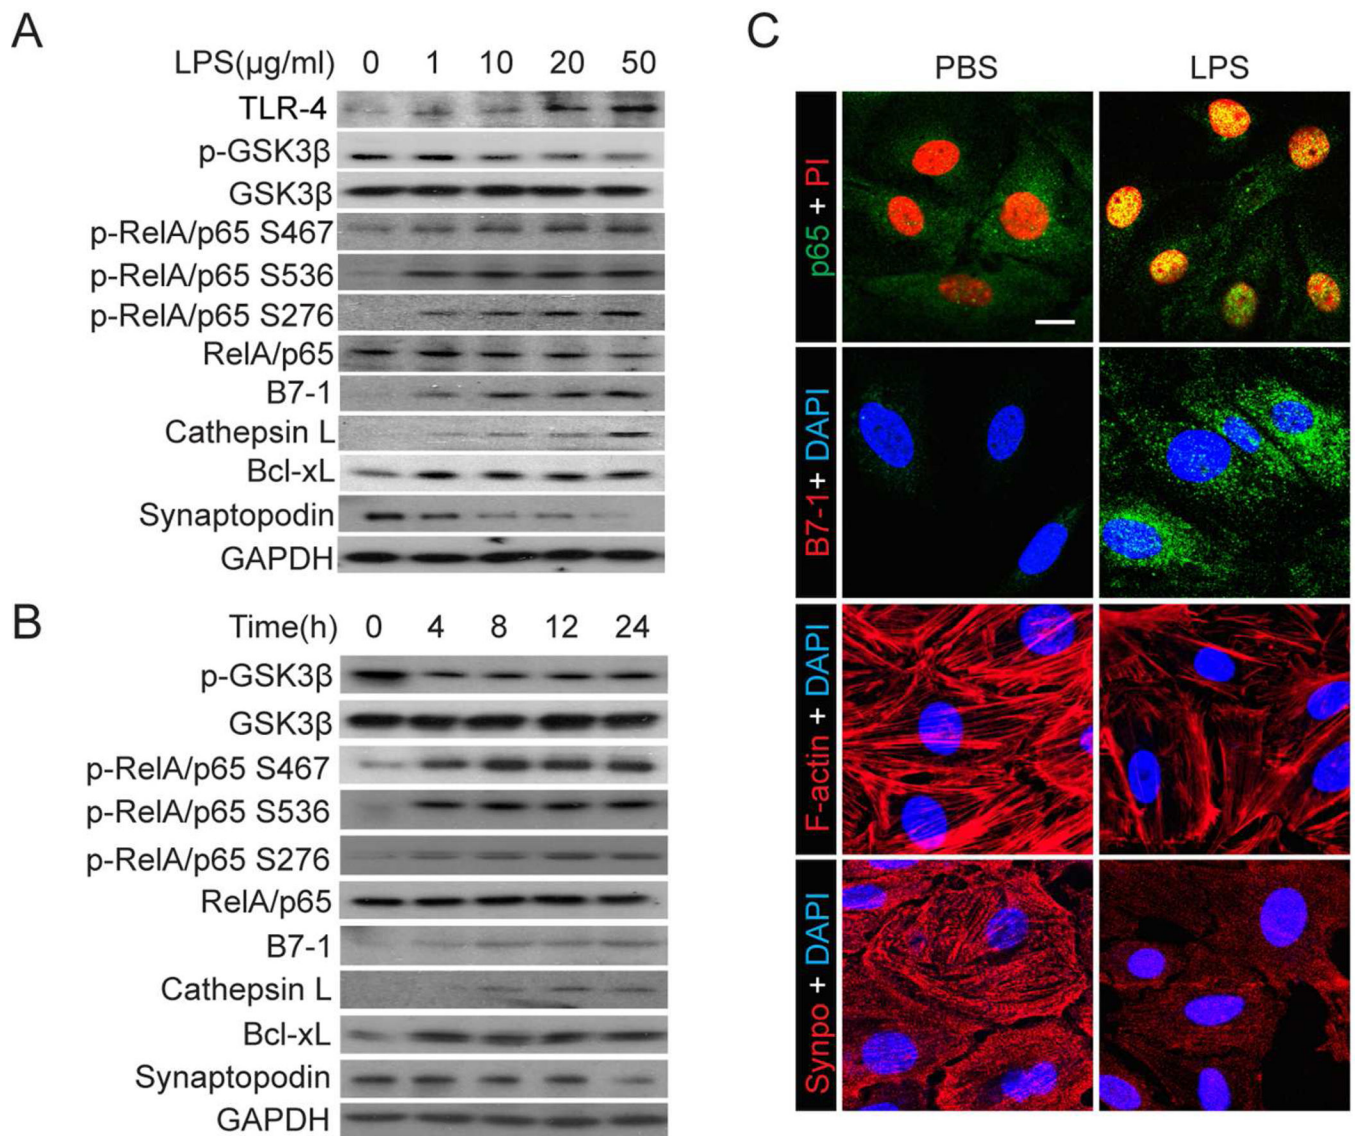 A
LPS(µg/ml) 0 1 10 20 50
TLR-4
p-GSK3β
GSK3β
p-RelA/p65 S467
p-RelA/p65 S536
p-RelA/p65 S276
RelA/p65
B7-1
Cathepsin L
Bcl-xL
Synaptopodin
GAPDH
B
Time(h) 0 4 8 12 24
p-GSK3β
GSK3β
p-RelA/p65 S467
p-RelA/p65 S536
p-RelA/p65 S276
RelA/p65
B7-1
Cathepsin L
Bcl-xL
Synaptopodin
GAPDH
C
PBS LPS
p65 + PI
B7-1+ DAPI
F-actin + DAPI
Synpo + DAPI